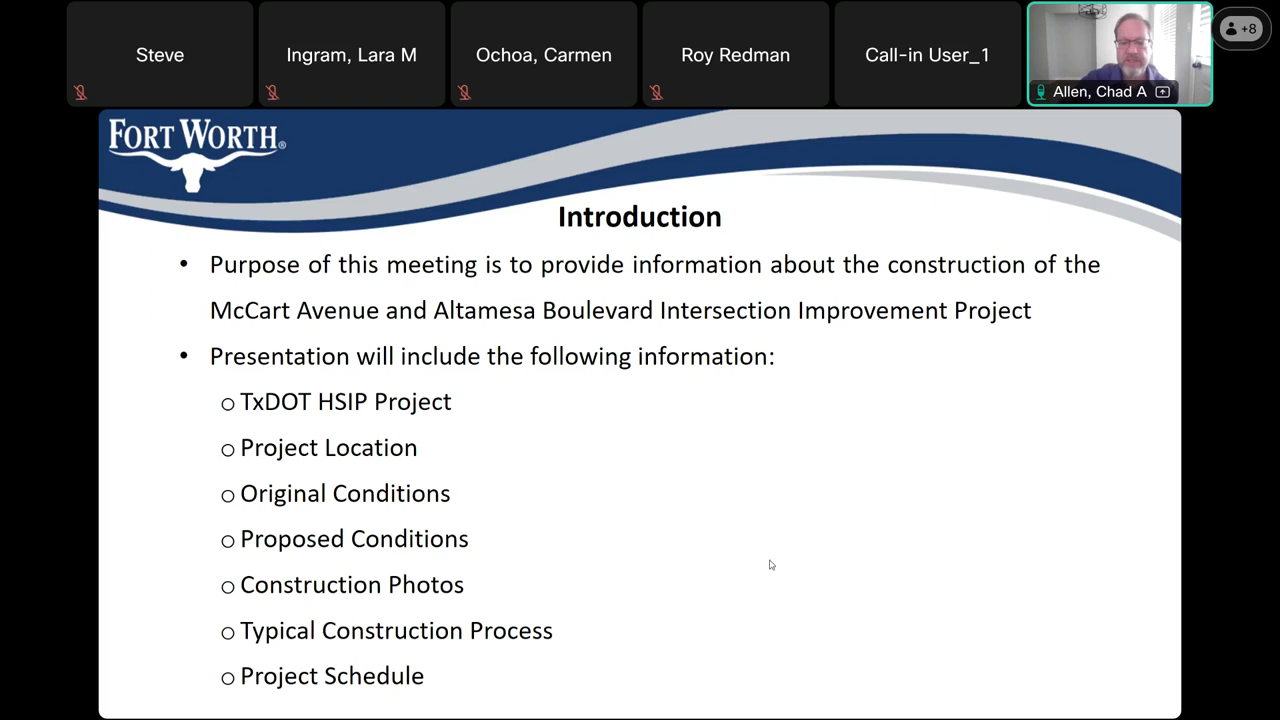 Steve
Ingram, Lara M
Ochoa, Carmen
Roy Redman
Call-in User_1
Allen, Chad A
+8
FORT WORTH®
Introduction
• Purpose of this meeting is to provide information about the construction of the
McCart Avenue and Altamesa Boulevard Intersection Improvement Project
• Presentation will include the following information:
o TxDOT HSIP Project
o Project Location
o Original Conditions
o Proposed Conditions
o Construction Photos
o Typical Construction Process
o Project Schedule